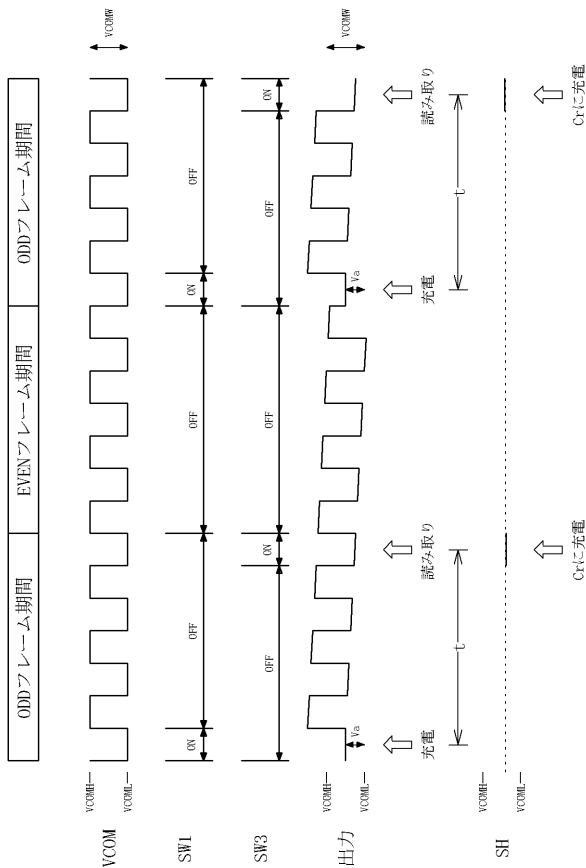 ODDフレーム期間
EVENフレーム期間
ODDフレーム期間
VCOM
VCOMH
VCOML
VCOMW
SW1
ON
OFF
OFF
ON
OFF
SW3
OFF
ON
OFF
OFF
ON
出力
VCOMH
VCOML
Va
Va
VCOMW
充電
読み取り
充電
読み取り
t
t
SH
VCOMH
VCOML
Crに充電
Crに充電